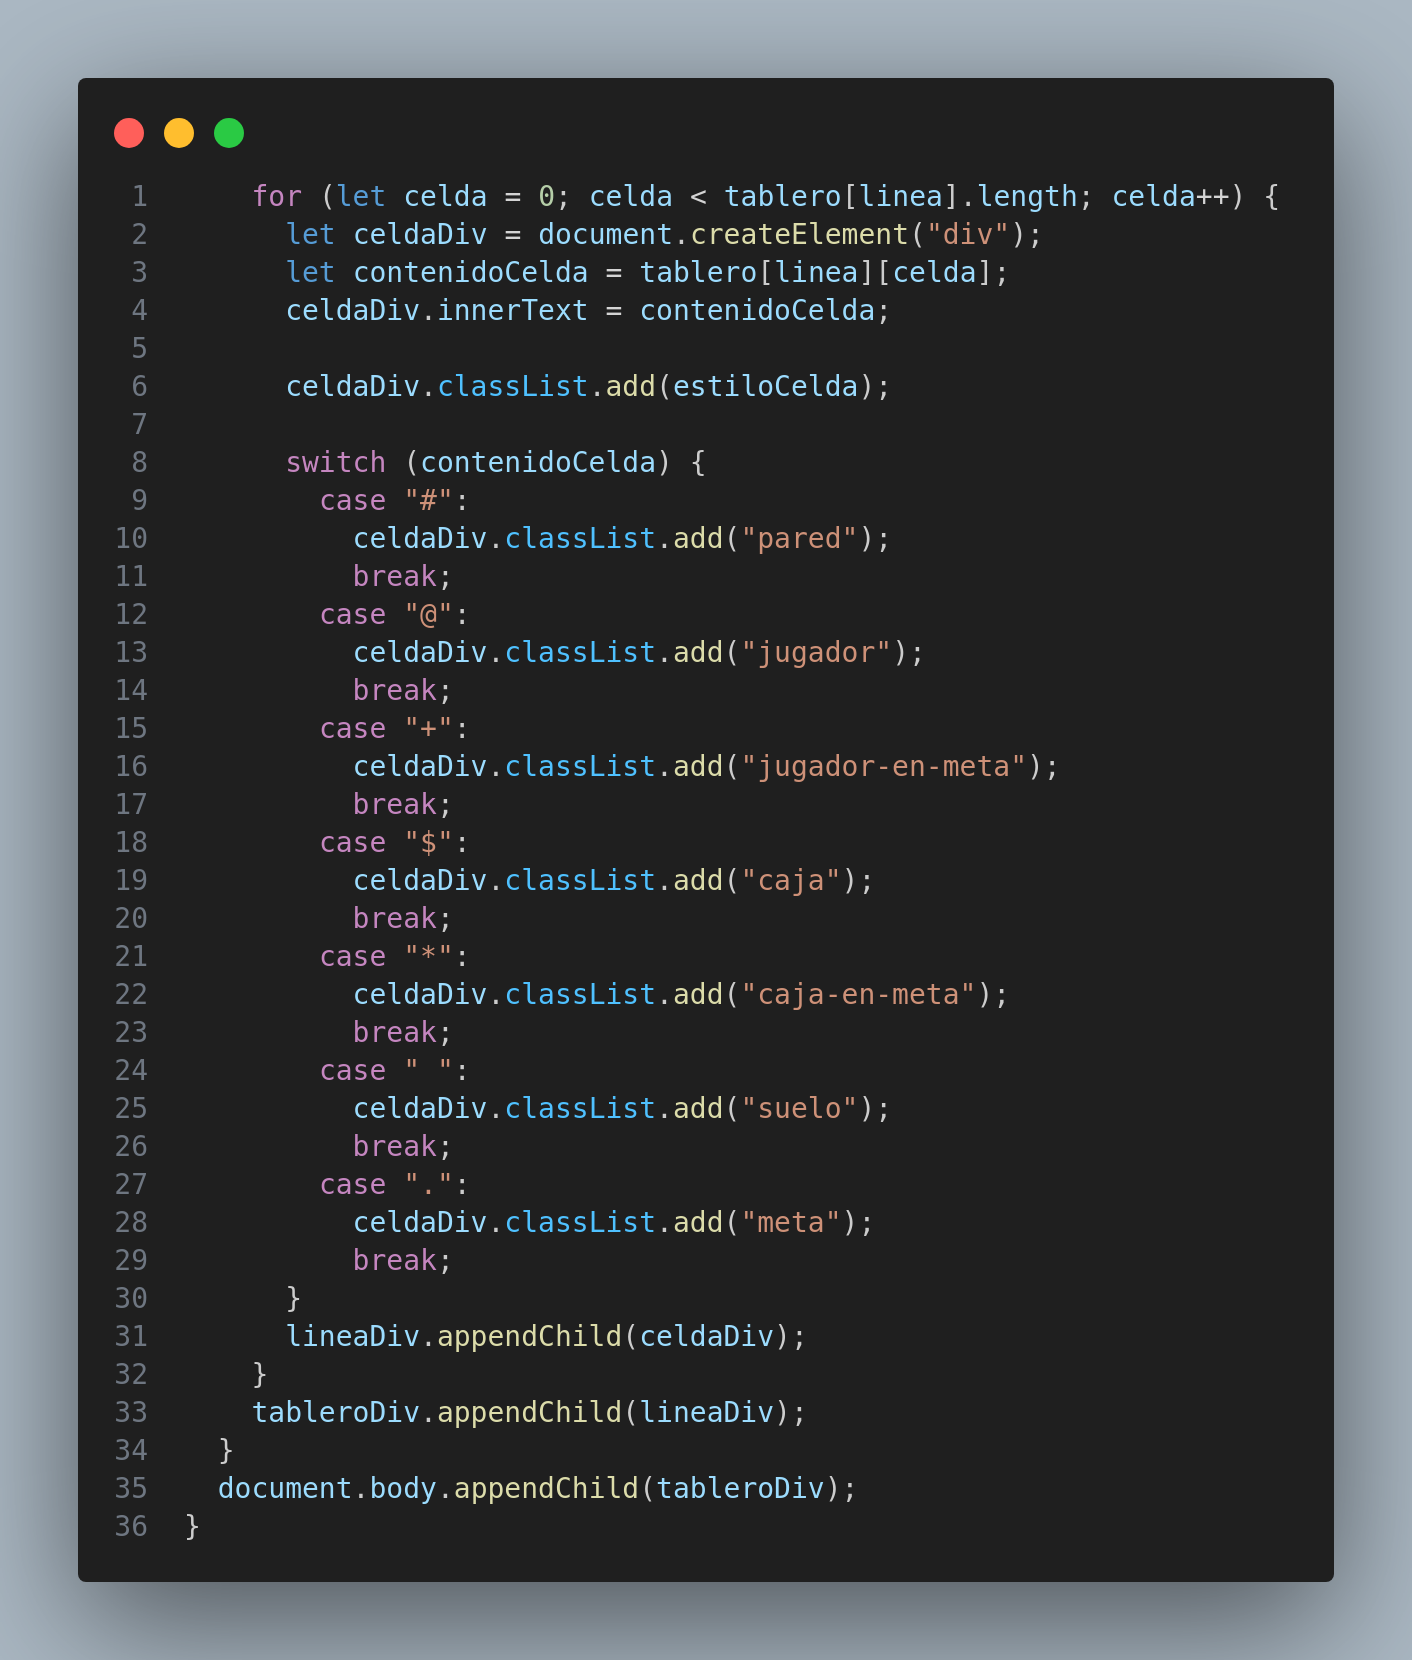 1     for (let celda = 0; celda < tablero[linea].length; celda++) {
2       let celdaDiv = document.createElement("div");
3       let contenidoCelda = tablero[linea][celda];
4       celdaDiv.innerText = contenidoCelda;
5
6       celdaDiv.classList.add(estiloCelda);
7
8       switch (contenidoCelda) {
9         case "#":
10           celdaDiv.classList.add("pared");
11           break;
12         case "@":
13           celdaDiv.classList.add("jugador");
14           break;
15         case "+":
16           celdaDiv.classList.add("jugador-en-meta");
17           break;
18         case "$":
19           celdaDiv.classList.add("caja");
20           break;
21         case "*":
22           celdaDiv.classList.add("caja-en-meta");
23           break;
24         case " ":
25           celdaDiv.classList.add("suelo");
26           break;
27         case ".":
28           celdaDiv.classList.add("meta");
29           break;
30       }
31       lineaDiv.appendChild(celdaDiv);
32     }
33     tableroDiv.appendChild(lineaDiv);
34   }
35   document.body.appendChild(tableroDiv);
36 }